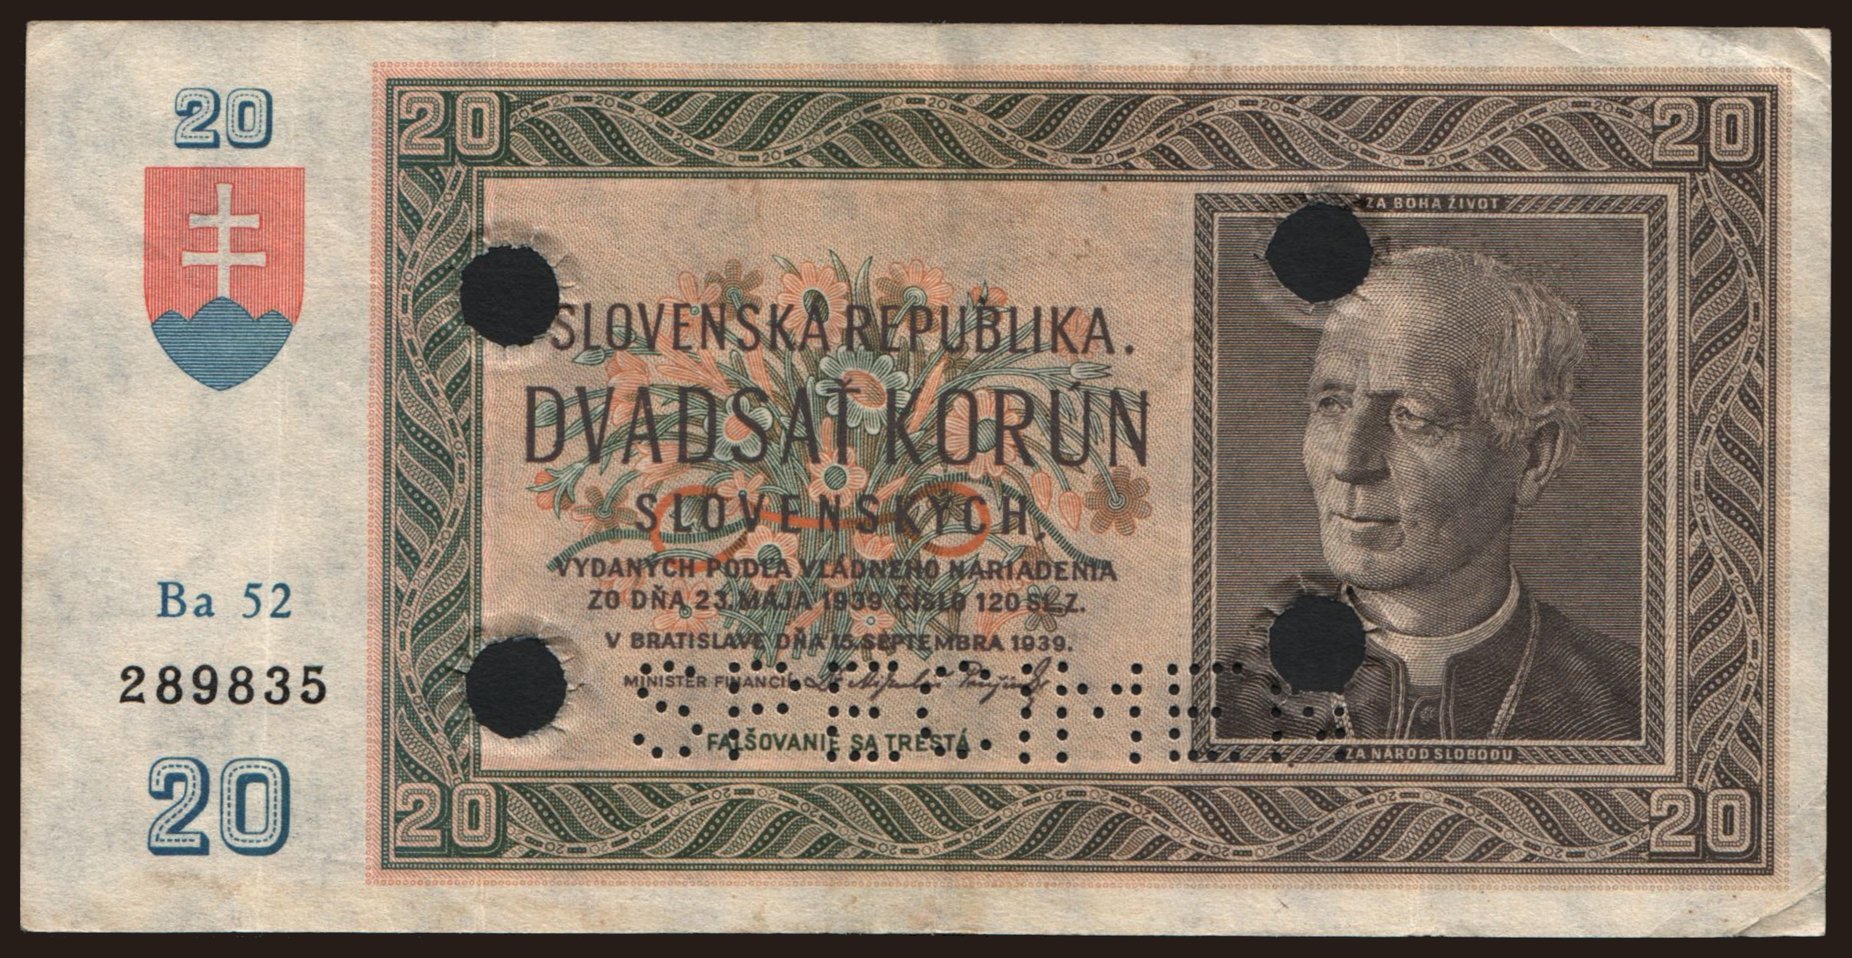 20
20
20
ZA BOHA ŽIVOT
SLOVENSKÁ REPUBLIKA.
DVADSAŤ KORÚN
SLOVENSKÝCH,
VYDANÝCH PODĽA VLÁDNEHO NARIADENIA
ZO DŇA 23. MÁJA 1939 ČÍSLO 120 SL. Z.
V BRATISLAVE DŇA 15. SEPTEMBRA 1939.
MINISTER FINANCIÍ
SPECIMEN
FALŠOVANIE SA TRESTÁ.
ZA NÁROD SLOBODU
Ba 52
289835
20
20
20